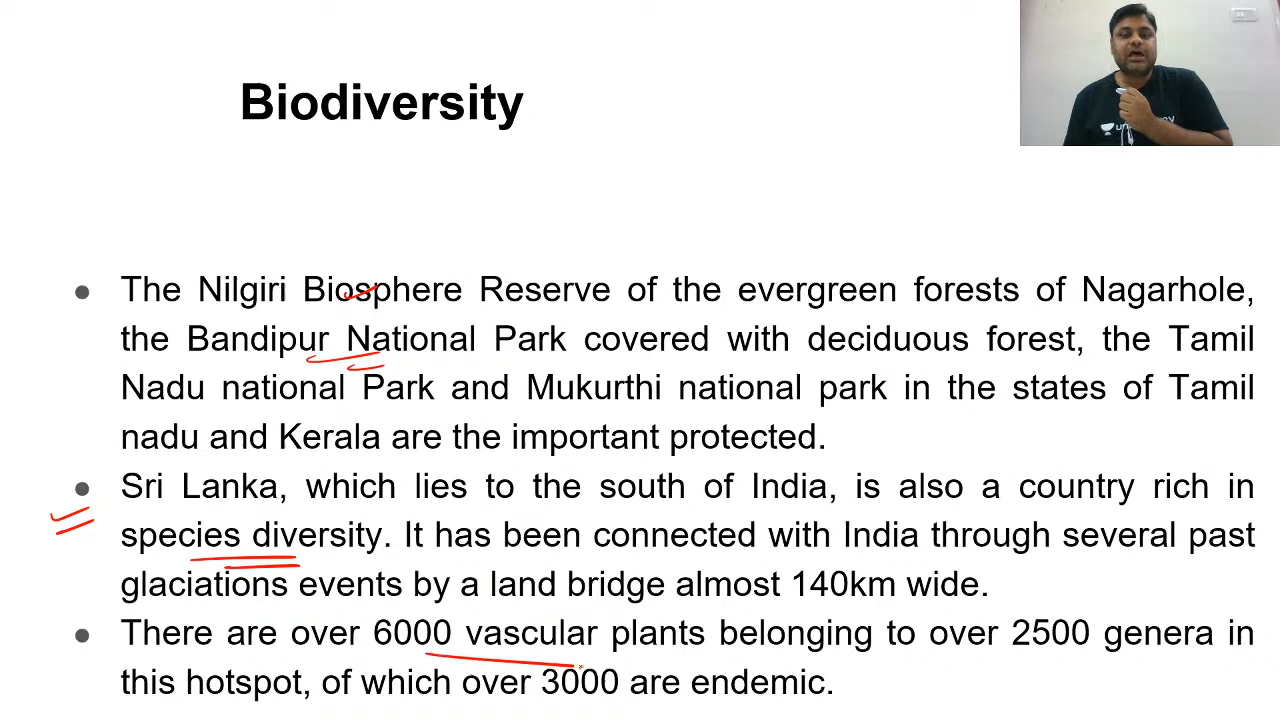 Biodiversity
● The Nilgiri Biosphere Reserve of the evergreen forests of Nagarhole,
the Bandipur National Park covered with deciduous forest, the Tamil
Nadu national Park and Mukurthi national park in the states of Tamil
nadu and Kerala are the important protected.
● Sri Lanka, which lies to the south of India, is also a country rich in
species diversity. It has been connected with India through several past
glaciations events by a land bridge almost 140km wide.
● There are over 6000 vascular plants belonging to over 2500 genera in
this hotspot, of which over 3000 are endemic.